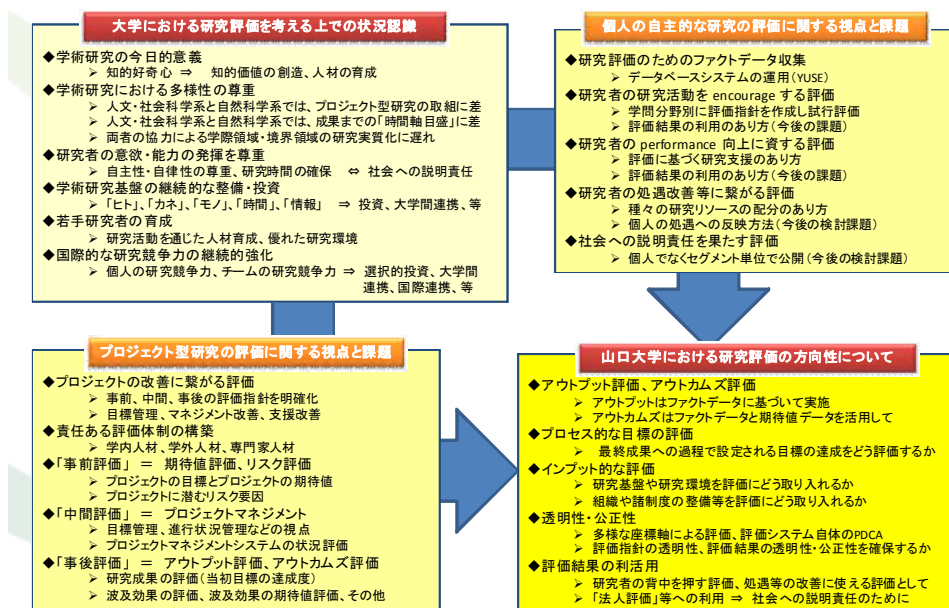 大学における研究評価を考える上での状況認識
◆学術研究の今日的意義
➢ 知的好奇心 ⇒ 知的価値の創造、人材の育成
◆学術研究における多様性の尊重
➢ 人文・社会科学系と自然科学系では、プロジェクト型研究の取組に差
➢ 人文・社会科学系と自然科学系では、成果までの「時間軸目盛」に差
➢ 両者の協力による学際領域・境界領域の研究実質化に遅れ
◆研究者の意欲・能力の発揮を尊重
➢ 自主性・自律性の尊重、研究時間の確保 ⇔ 社会への説明責任
◆学術研究基盤の継続的な整備・投資
➢ 「ヒト」、「カネ」、「モノ」、「時間」、「情報」 ⇒ 投資、大学間連携、等
◆若手研究者の育成
➢ 研究活動を通じた人材育成、優れた研究環境
◆国際的な研究競争力の継続的強化
➢ 個人の研究競争力、チームの研究競争力 ⇒ 選択的投資、大学間
連携、国際連携、等
個人の自主的な研究の評価に関する視点と課題
◆研究評価のためのファクトデータ収集
➢ データベースシステムの運用(YUSE)
◆研究者の研究活動を encourage する評価
➢ 学問分野別に評価指針を作成し試行評価
➢ 評価結果の利用のあり方(今後の課題)
◆研究者の performance 向上に資する評価
➢ 評価に基づく研究支援のあり方
➢ 評価結果の利用のあり方(今後の課題)
◆研究者の処遇改善等に繋がる評価
➢ 種々の研究リソースの配分のあり方
➢ 個人の処遇への反映方法(今後の検討課題)
◆社会への説明責任を果たす評価
➢ 個人でなくセグメント単位で公開(今後の検討課題)
プロジェクト型研究の評価に関する視点と課題
◆プロジェクトの改善に繋がる評価
➢ 事前、中間、事後の評価指針を明確化
➢ 目標管理、マネジメント改善、支援改善
◆責任ある評価体制の構築
➢ 学内人材、学外人材、専門家人材
◆「事前評価」 = 期待値評価、リスク評価
➢ プロジェクトの目標とプロジェクトの期待値
➢ プロジェクトに潜むリスク要因
◆「中間評価」 = プロジェクトマネジメント
➢ 目標管理、進行状況管理などの視点
➢ プロジェクトマネジメントシステムの状況評価
◆「事後評価」 = アウトプット評価、アウトカムズ評価
➢ 研究成果の評価(当初目標の達成度)
➢ 波及効果の評価、波及効果の期待値評価、その他
山口大学における研究評価の方向性について
◆アウトプット評価、アウトカムズ評価
➢ アウトプットはファクトデータに基づいて実施
➢ アウトカムズはファクトデータと期待値データを活用して
◆プロセス的な目標の評価
➢ 最終成果への過程で設定される目標の達成をどう評価するか
◆インプット的な評価
➢ 研究基盤や研究環境を評価にどう取り入れるか
➢ 組織や諸制度の整備等を評価にどう取り入れるか
◆透明性・公正性
➢ 多様な座標軸による評価、評価システム自体のPDCA
➢ 評価指針の透明性、評価結果の透明性・公正性を確保するか
◆評価結果の利活用
➢ 研究者の背中を押す評価、処遇等の改善に使える評価として
➢ 「法人評価」等への利用 ⇒ 社会への説明責任のために